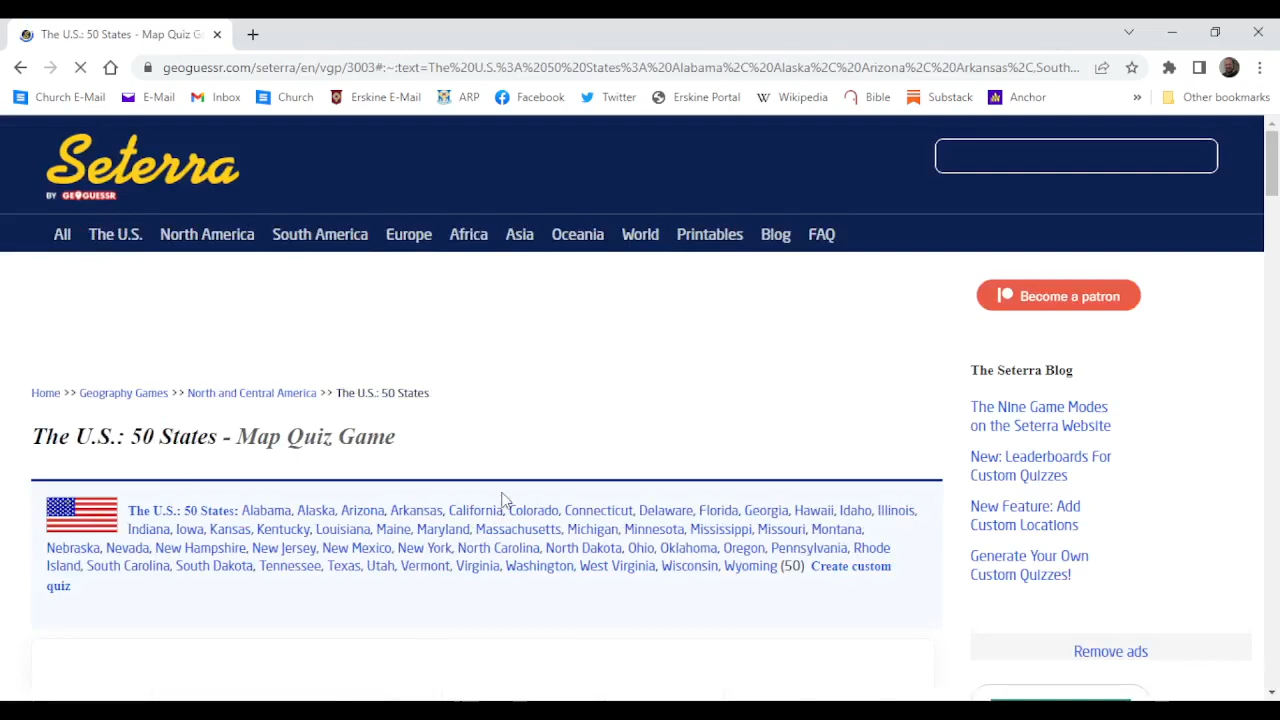 The U.S.: 50 States - Map Quiz G
geoguessr.com/seterra/en/vgp/3003#:~:text=The%20U.S.%3A%2050%20States%3A%20Alabama%2C%20Alaska%2C%20Arizona%2C%20Arkansas%2C,South...
Church E-Mail E-Mail Inbox Church Erskine E-Mail ARP Facebook Twitter Erskine Portal Wikipedia Bible Substack Anchor » Other bookmarks
Seterra
BY GEOGUESSR
All The U.S. North America South America Europe Africa Asia Oceania World Printables Blog FAQ
Become a patron
Home >> Geography Games >> North and Central America >> The U.S.: 50 States
The U.S.: 50 States - Map Quiz Game
The U.S.: 50 States: Alabama, Alaska, Arizona, Arkansas, California, Colorado, Connecticut, Delaware, Florida, Georgia, Hawaii, Idaho, Illinois,
Indiana, Iowa, Kansas, Kentucky, Louisiana, Maine, Maryland, Massachusetts, Michigan, Minnesota, Mississippi, Missouri, Montana,
Nebraska, Nevada, New Hampshire, New Jersey, New Mexico, New York, North Carolina, North Dakota, Ohio, Oklahoma, Oregon, Pennsylvania, Rhode
Island, South Carolina, South Dakota, Tennessee, Texas, Utah, Vermont, Virginia, Washington, West Virginia, Wisconsin, Wyoming (50) Create custom
quiz
The Seterra Blog
The NIne Game Modes
on the Seterra Website
New: Leaderboards For
Custom Quizzes
New Feature: Add
Custom Locations
Generate Your Own
Custom Quizzes!
Remove ads